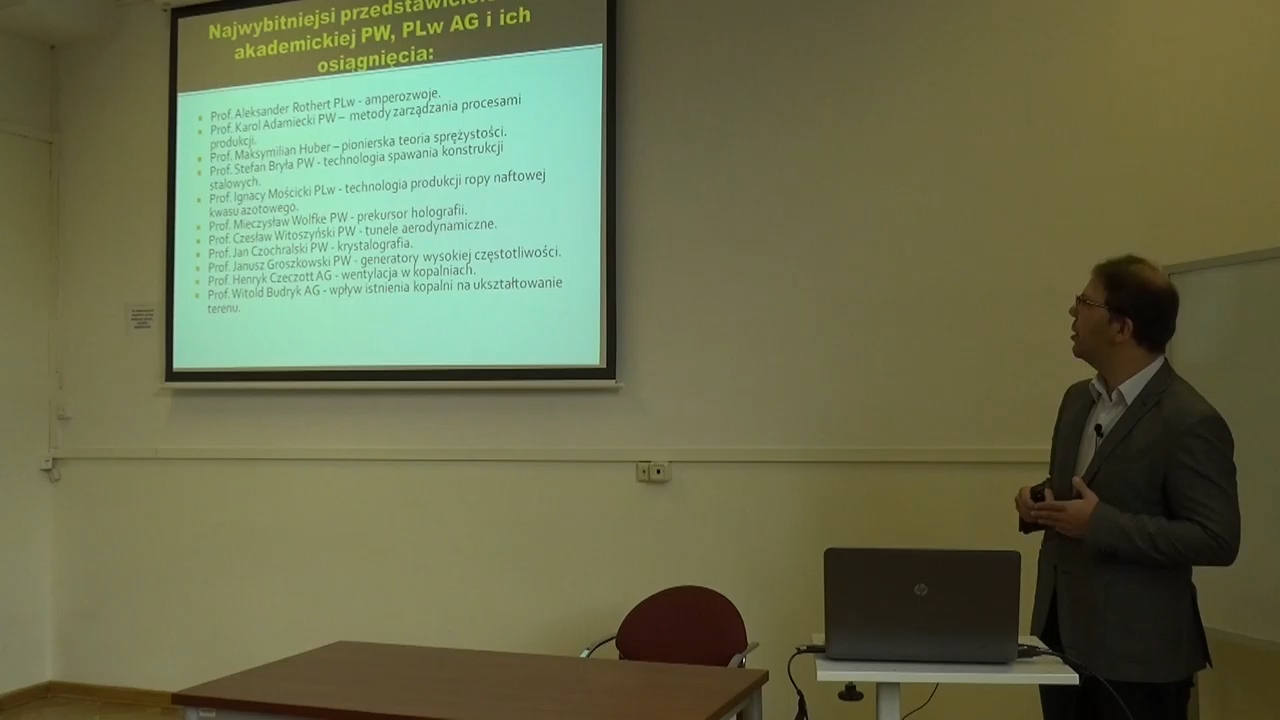 Najwybitniejsi
akademickiej PW, PLw AG i ich
osiągnięcia:
Prof. Aleksander Rothert PLw - amperozwoje.
Prof. Karol Adamiecki PW – metody zarządzania procesami
produkcji.
Prof. Maksymilian Huber – pionierska teoria sprężystości.
Prof. Stefan Bryła PW - technologia spawania konstrukcji
stalowych.
Prof. Ignacy Mościcki PLw - technologia produkcji ropy naftowej
kwasu azotowego.
Prof. Mieczysław Wolfke PW - prekursor holografii.
Prof. Czesław Witoszyński PW - tunele aerodynamiczne.
Prof. Jan Czochralski PW - krystalografia.
Prof. Janusz Groszkowski PW - generatory wysokiej częstotliwości.
Prof. Henryk Czeczott AG - wentylacja w kopalniach.
Prof. Witold Budryk AG - wpływ istnienia kopalni na ukształtowanie
terenu.
hp